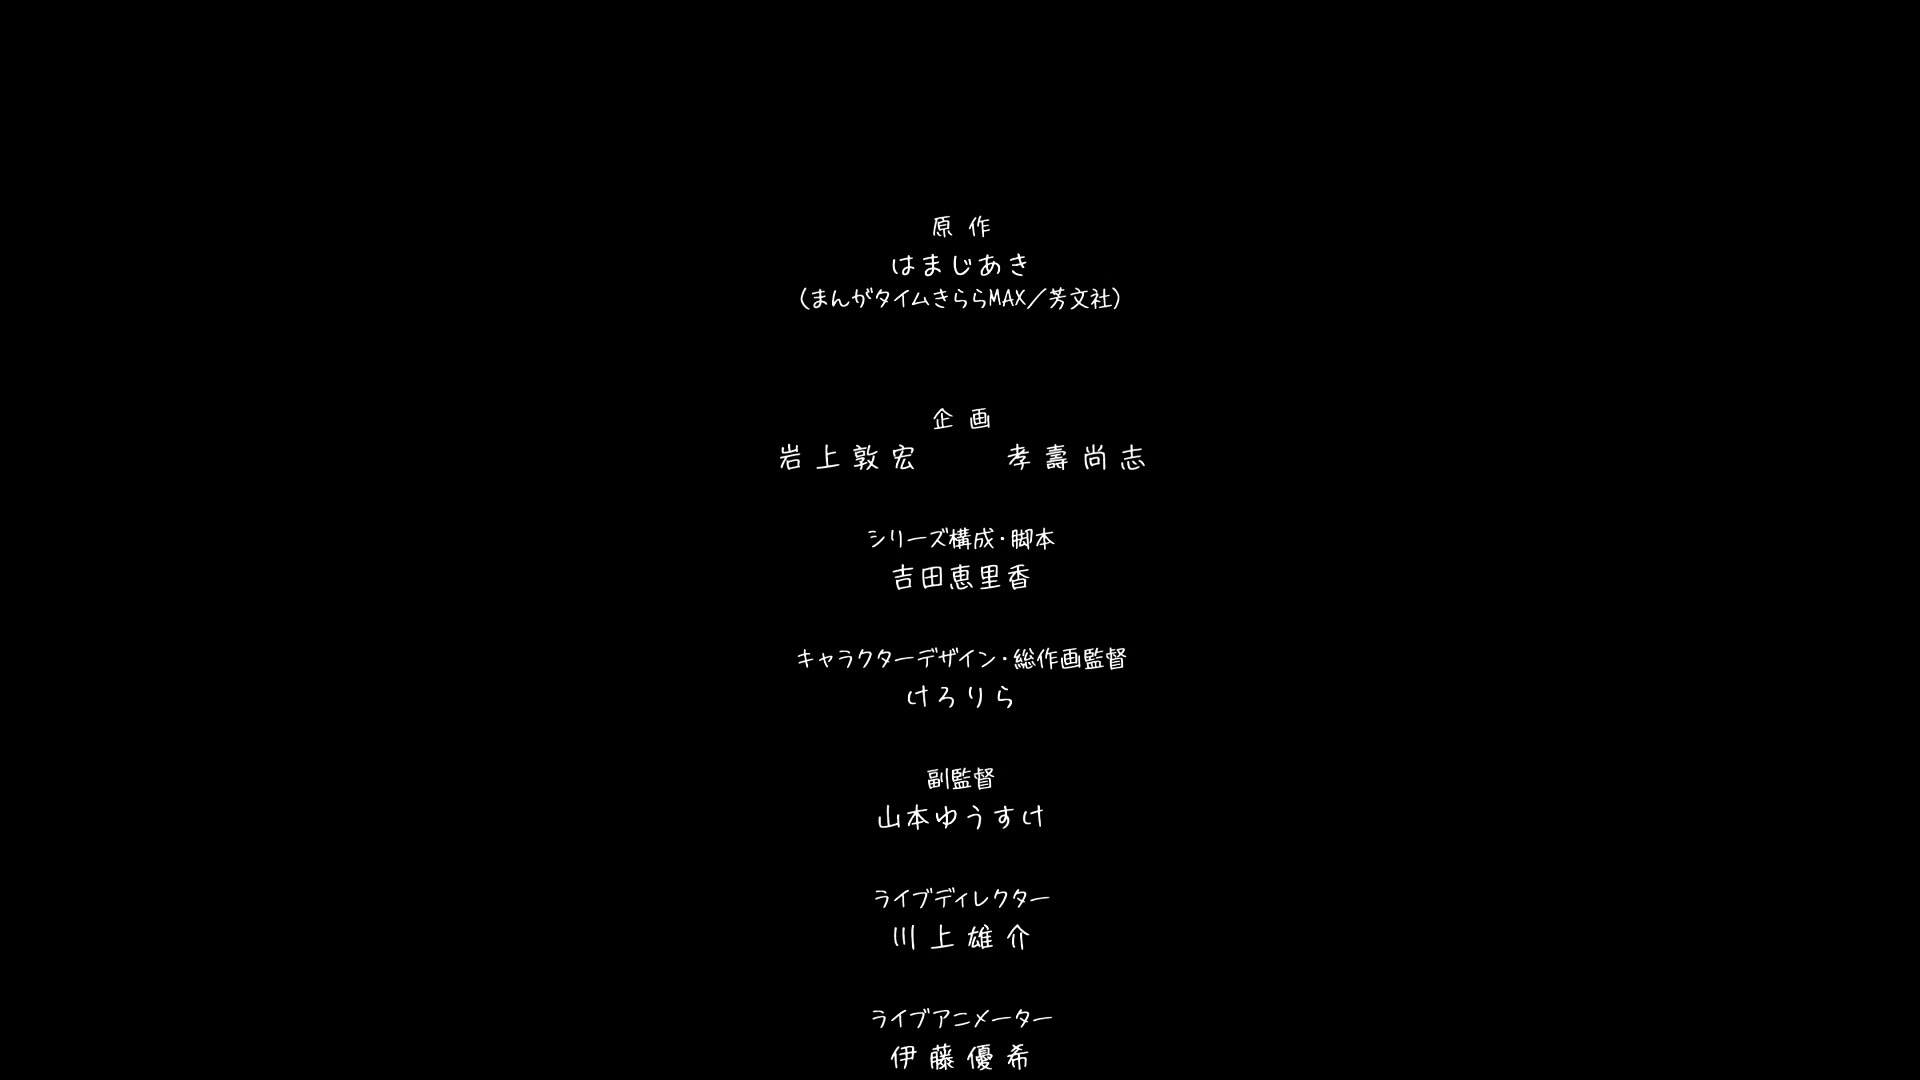 原作
はまじあき
(まんがタイムきららMAX／芳文社)
企画
岩上敦宏 孝壽尚志
シリーズ構成・脚本
吉田恵里香
キャラクターデザイン・総作画監督
けろりら
副監督
山本ゆうすけ
ライブディレクター
川上雄介
ライブアニメーター
伊藤優希